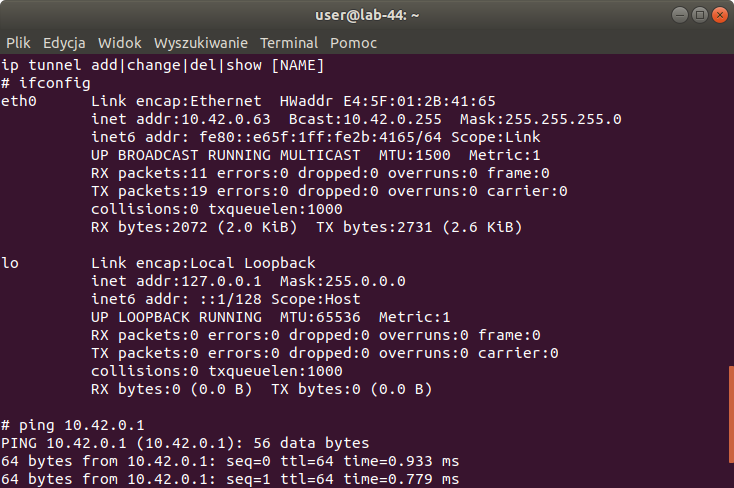 user@lab-44: ~
Plik Edycja Widok Wyszukiwanie Terminal Pomoc
ip tunnel add|change|del|show [NAME]
# ifconfig
eth0      Link encap:Ethernet  HWaddr E4:5F:01:2B:41:65
          inet addr:10.42.0.63  Bcast:10.42.0.255  Mask:255.255.255.0
          inet6 addr: fe80::e65f:1ff:fe2b:4165/64 Scope:Link
          UP BROADCAST RUNNING MULTICAST  MTU:1500  Metric:1
          RX packets:11 errors:0 dropped:0 overruns:0 frame:0
          TX packets:19 errors:0 dropped:0 overruns:0 carrier:0
          collisions:0 txqueuelen:1000
          RX bytes:2072 (2.0 KiB)  TX bytes:2731 (2.6 KiB)
lo        Link encap:Local Loopback
          inet addr:127.0.0.1  Mask:255.0.0.0
          inet6 addr: ::1/128 Scope:Host
          UP LOOPBACK RUNNING  MTU:65536  Metric:1
          RX packets:0 errors:0 dropped:0 overruns:0 frame:0
          TX packets:0 errors:0 dropped:0 overruns:0 carrier:0
          collisions:0 txqueuelen:1000
          RX bytes:0 (0.0 B)  TX bytes:0 (0.0 B)
# ping 10.42.0.1
PING 10.42.0.1 (10.42.0.1): 56 data bytes
64 bytes from 10.42.0.1: seq=0 ttl=64 time=0.933 ms
64 bytes from 10.42.0.1: seq=1 ttl=64 time=0.779 ms